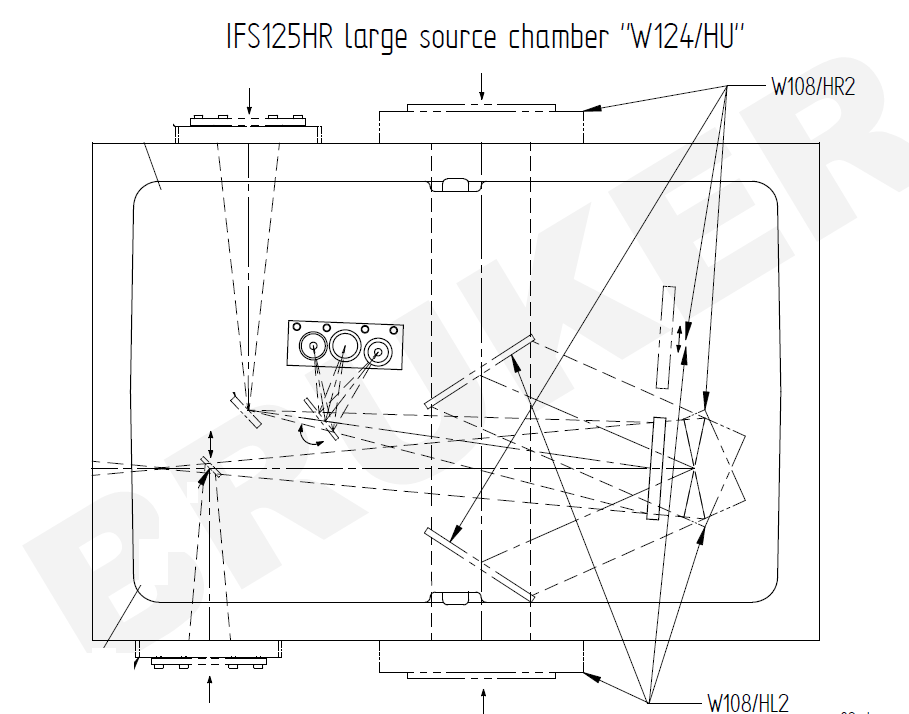 IFS125HR large source chamber "W124/HU"
W108/HR2
BRUKER
W108/HL2